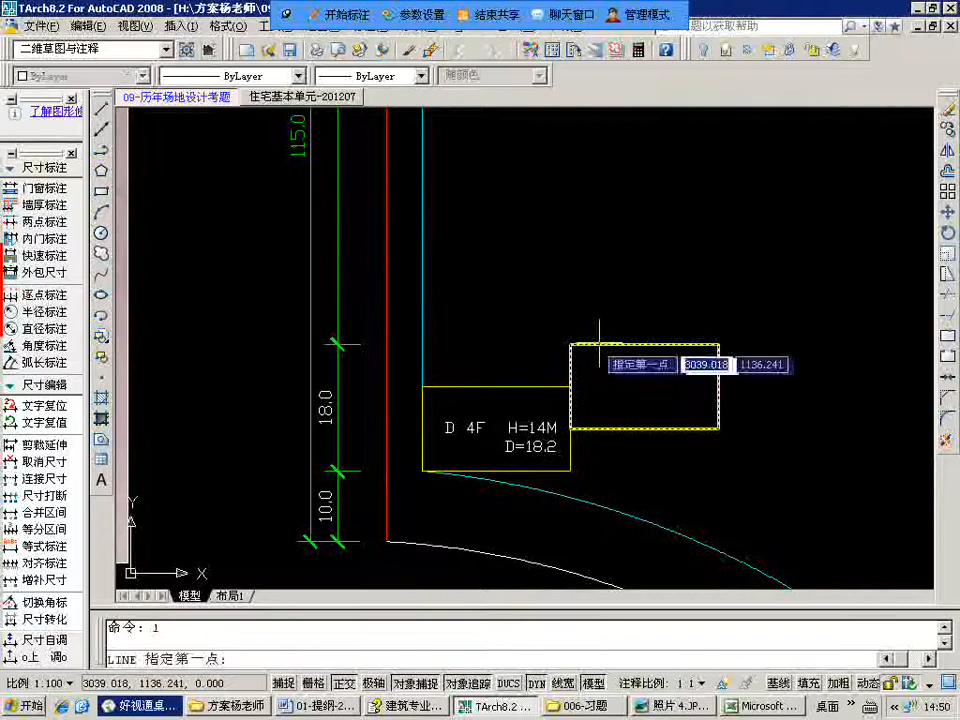 TArch8.2 For AutoCAD 2008 - [H:\方案杨老师\09
开始标注 参数设置 结束共享 聊天窗口 管理模式
文件(F) 编辑(E) 视图(V) 插入(I) 格式(O)
二维草图与注释
ByLayer ByLayer ByLayer 随颜色
了解图形修
09-历年场地设计考题 住宅基本单元-201207
尺寸标注
门窗标注
墙厚标注
两点标注
内门标注
快速标注
外包尺寸
逐点标注
半径标注
直径标注
角度标注
弧长标注
尺寸编辑
文字复位
文字复值
剪裁延伸
取消尺寸
连接尺寸
尺寸打断
合并区间
等分区间
等式标注
对齐标注
增补尺寸
切换角标
尺寸转化
尺寸自调
o上 调o
115.0
18.0
10.0
D 4F H=14M
D=18.2
指定第一点: 3039.018 1136.241
Y
X
模型 布局1
命令: l
LINE 指定第一点:
比例 1:100 3039.018, 1136.241, 0.000 捕捉 栅格 正交 极轴 对象捕捉 对象追踪 DUCS DYN 线宽 模型 注释比例: 1:1 基线 填充 加粗 动态
开始 好视通桌... 方案杨老师 01-提纲-2... 建筑专业... TArch8.2 ... 006-习题 照片 4.JP... Microsoft ... 桌面 14:50